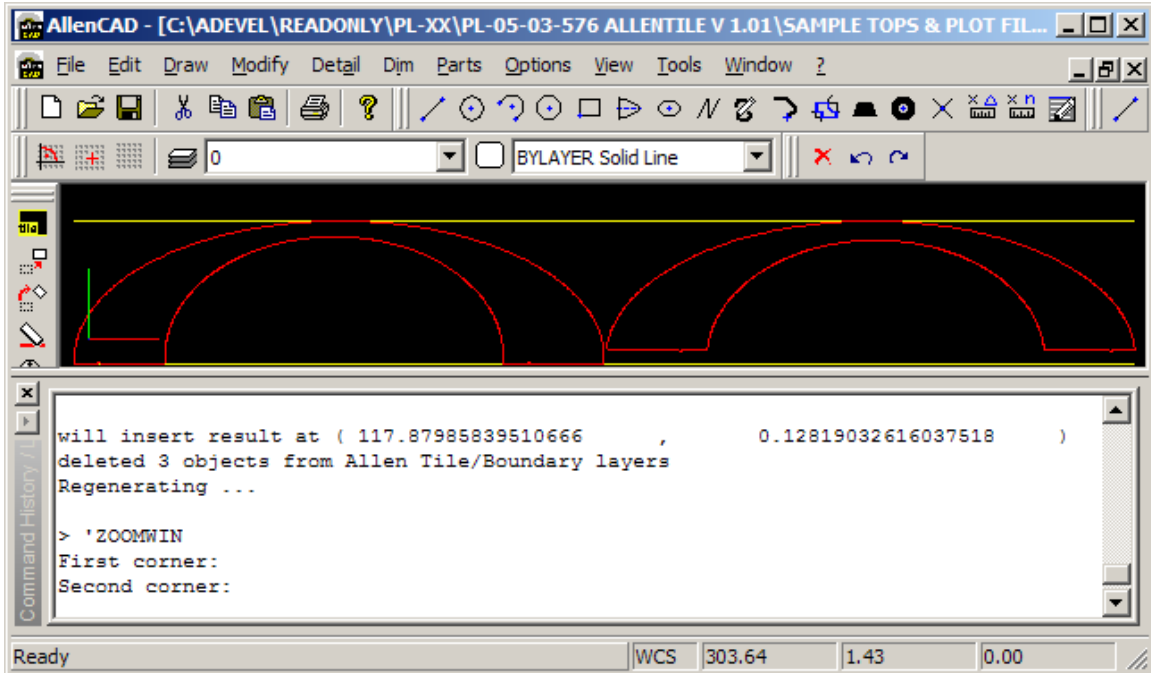 AllenCAD - [C:\ADEVEL\READONLY\PL-XX\PL-05-03-576 ALLENTILE V 1.01\SAMPLE TOPS & PLOT FIL...
File Edit Draw Modify Detail Dim Parts Options View Tools Window ?
0 BYLAYER Solid Line
tile
will insert result at ( 117.87985839510666 , 0.12819032616037518 )
deleted 3 objects from Allen Tile/Boundary layers
Regenerating ...
> 'ZOOMWIN
First corner:
Second corner:
Command History /
Ready WCS 303.64 1.43 0.00